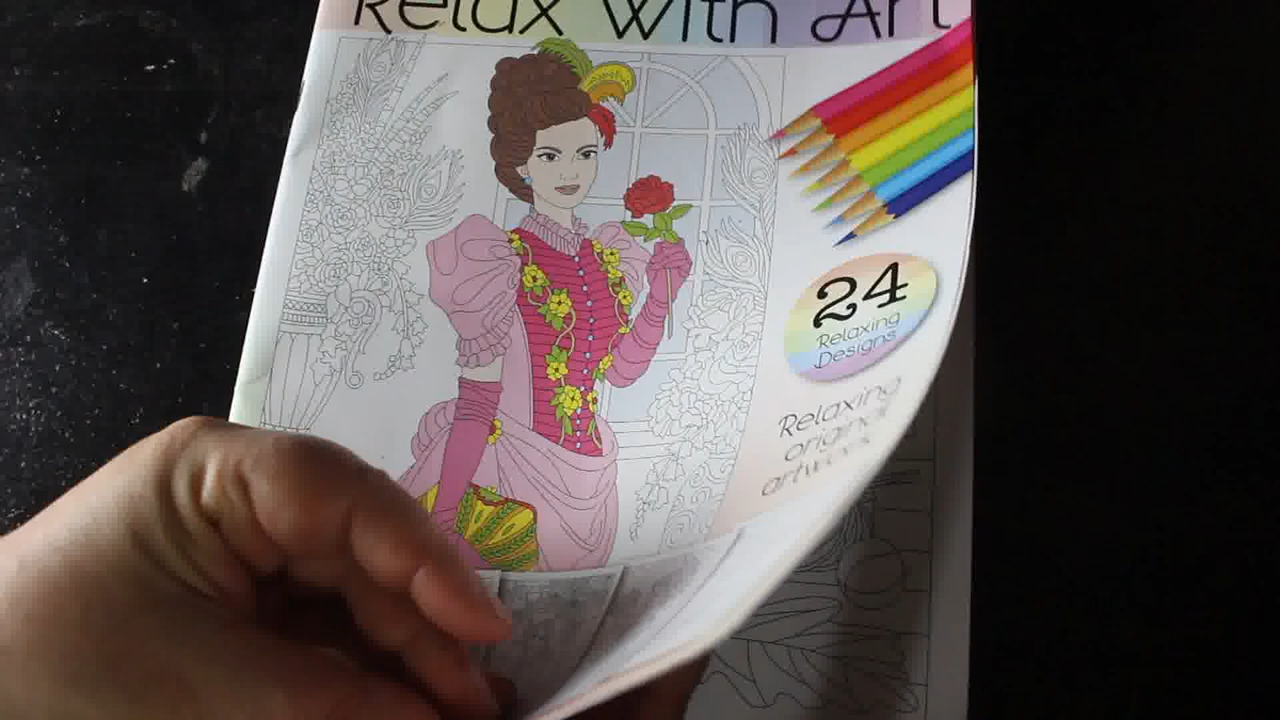 Relax with Art
24
Relaxing
Designs
Relaxing
original
artwork